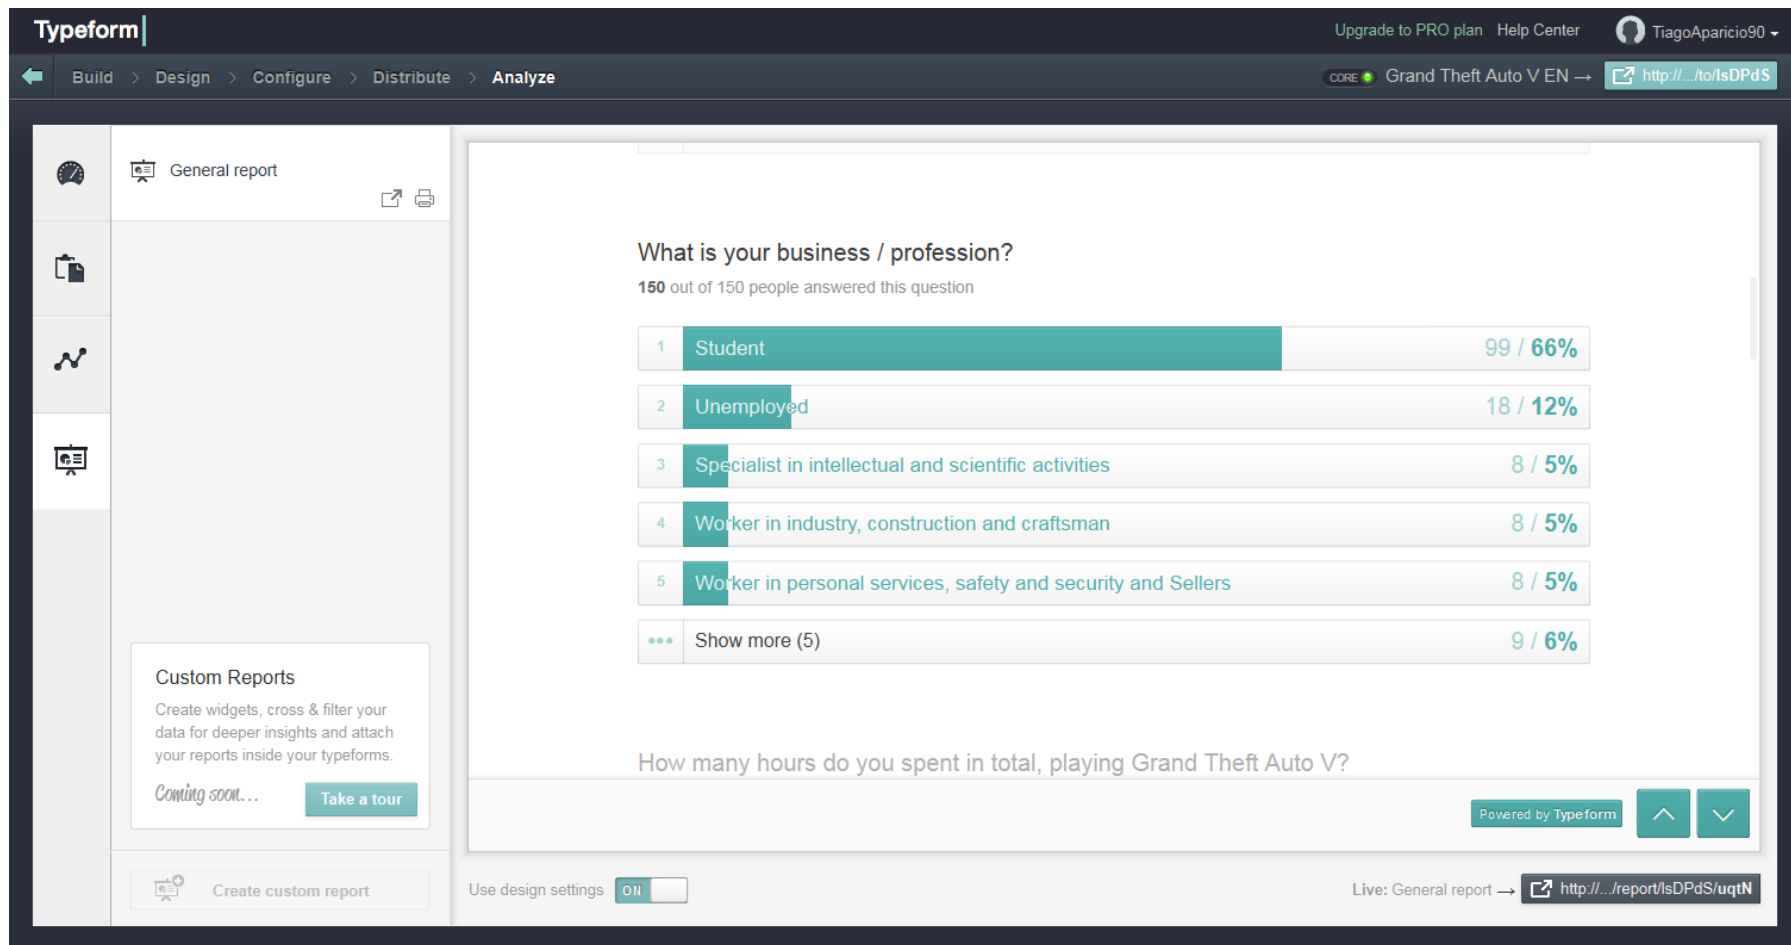 Typeform
Upgrade to PRO plan Help Center TiagoAparicio90
Build > Design > Configure > Distribute > Analyze
CORE Grand Theft Auto V EN → http://.../to/IsDPdS
General report
What is your business / profession?
150 out of 150 people answered this question
1 Student 99 / 66%
2 Unemployed 18 / 12%
3 Specialist in intellectual and scientific activities 8 / 5%
4 Worker in industry, construction and craftsman 8 / 5%
5 Worker in personal services, safety and security and Sellers 8 / 5%
••• Show more (5) 9 / 6%
How many hours do you spent in total, playing Grand Theft Auto V?
Custom Reports
Create widgets, cross & filter your
data for deeper insights and attach
your reports inside your typeforms.
Coming soon... Take a tour
Powered by Typeform
Create custom report
Use design settings ON
Live: General report → http://.../report/IsDPdS/uqtN